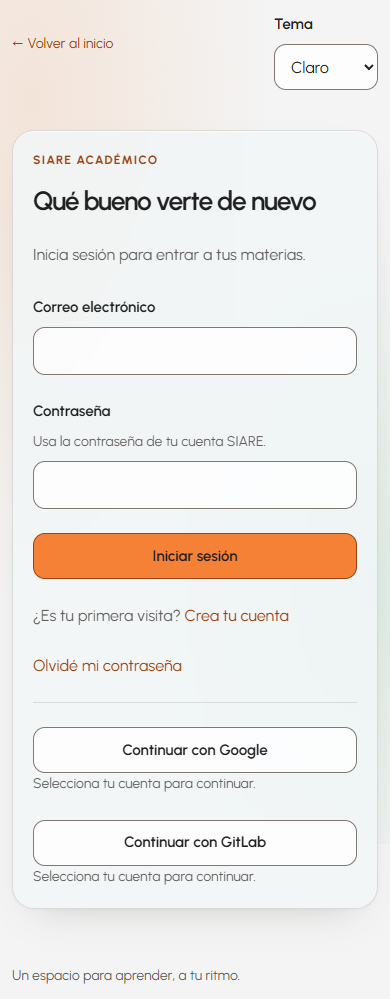 ← Volver al inicio
Tema
Claro
SIARE ACADÉMICO
Qué bueno verte de nuevo
Inicia sesión para entrar a tus materias.
Correo electrónico
Contraseña
Usa la contraseña de tu cuenta SIARE.
Iniciar sesión
¿Es tu primera visita? Crea tu cuenta
Olvidé mi contraseña
Continuar con Google
Selecciona tu cuenta para continuar.
Continuar con GitLab
Selecciona tu cuenta para continuar.
Un espacio para aprender, a tu ritmo.